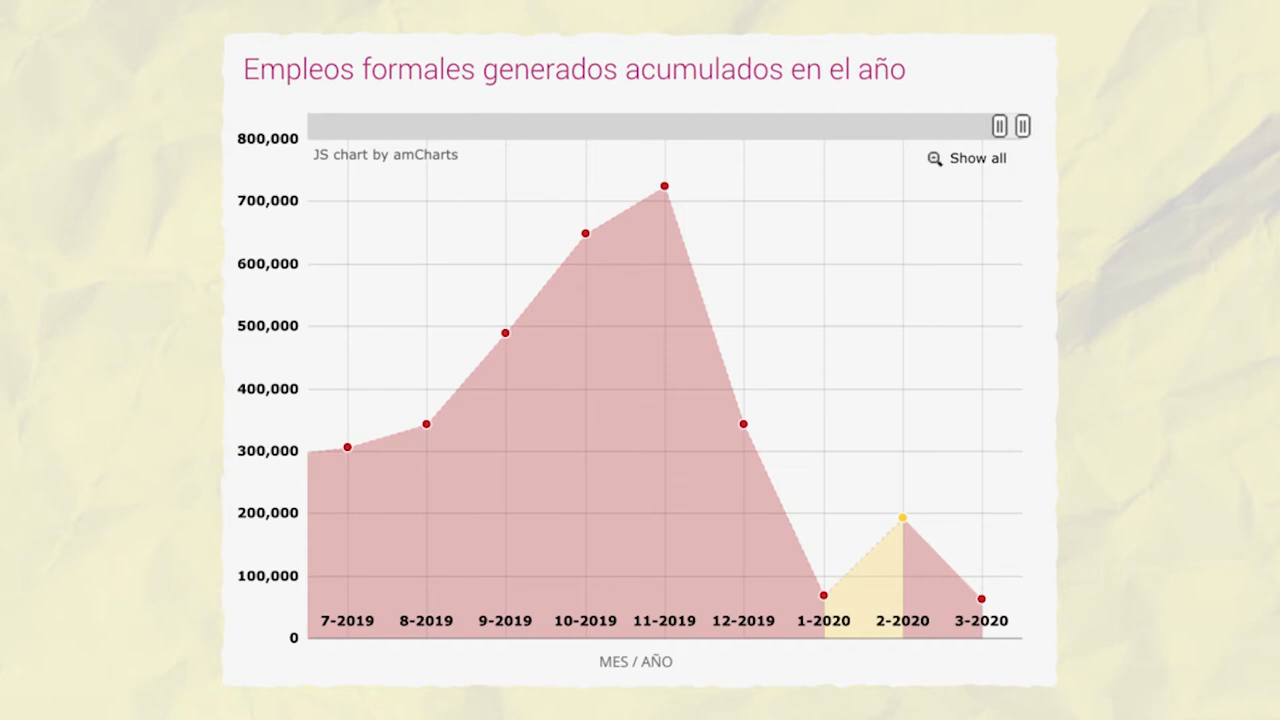 Empleos formales generados acumulados en el año
800,000
JS chart by amCharts
Show all
700,000
600,000
500,000
400,000
300,000
200,000
100,000
7-2019 8-2019 9-2019 10-2019 11-2019 12-2019 1-2020 2-2020 3-2020
0
MES / AÑO